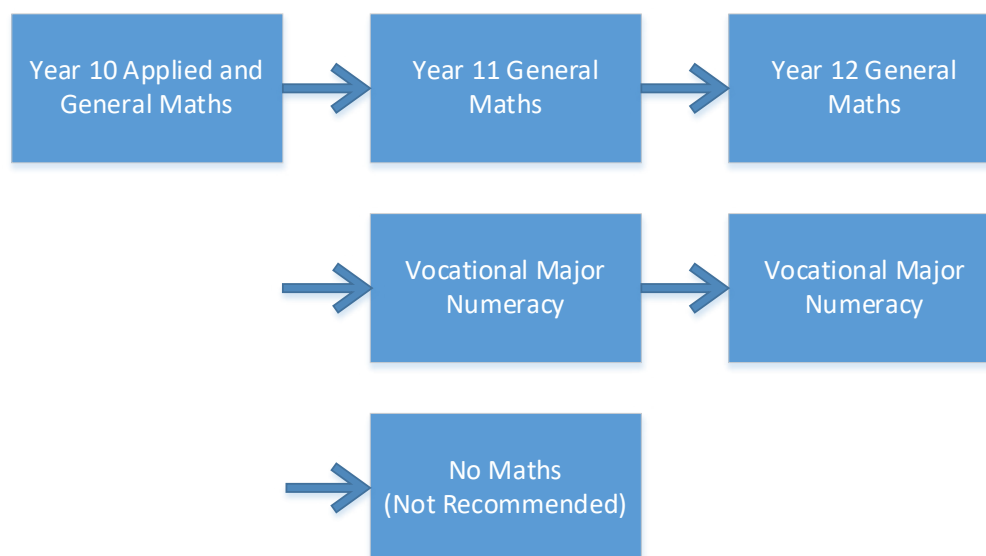 Year 10 Applied and
General Maths
Year 11 General
Maths
Year 12 General
Maths
Vocational Major
Numeracy
Vocational Major
Numeracy
No Maths
(Not Recommended)